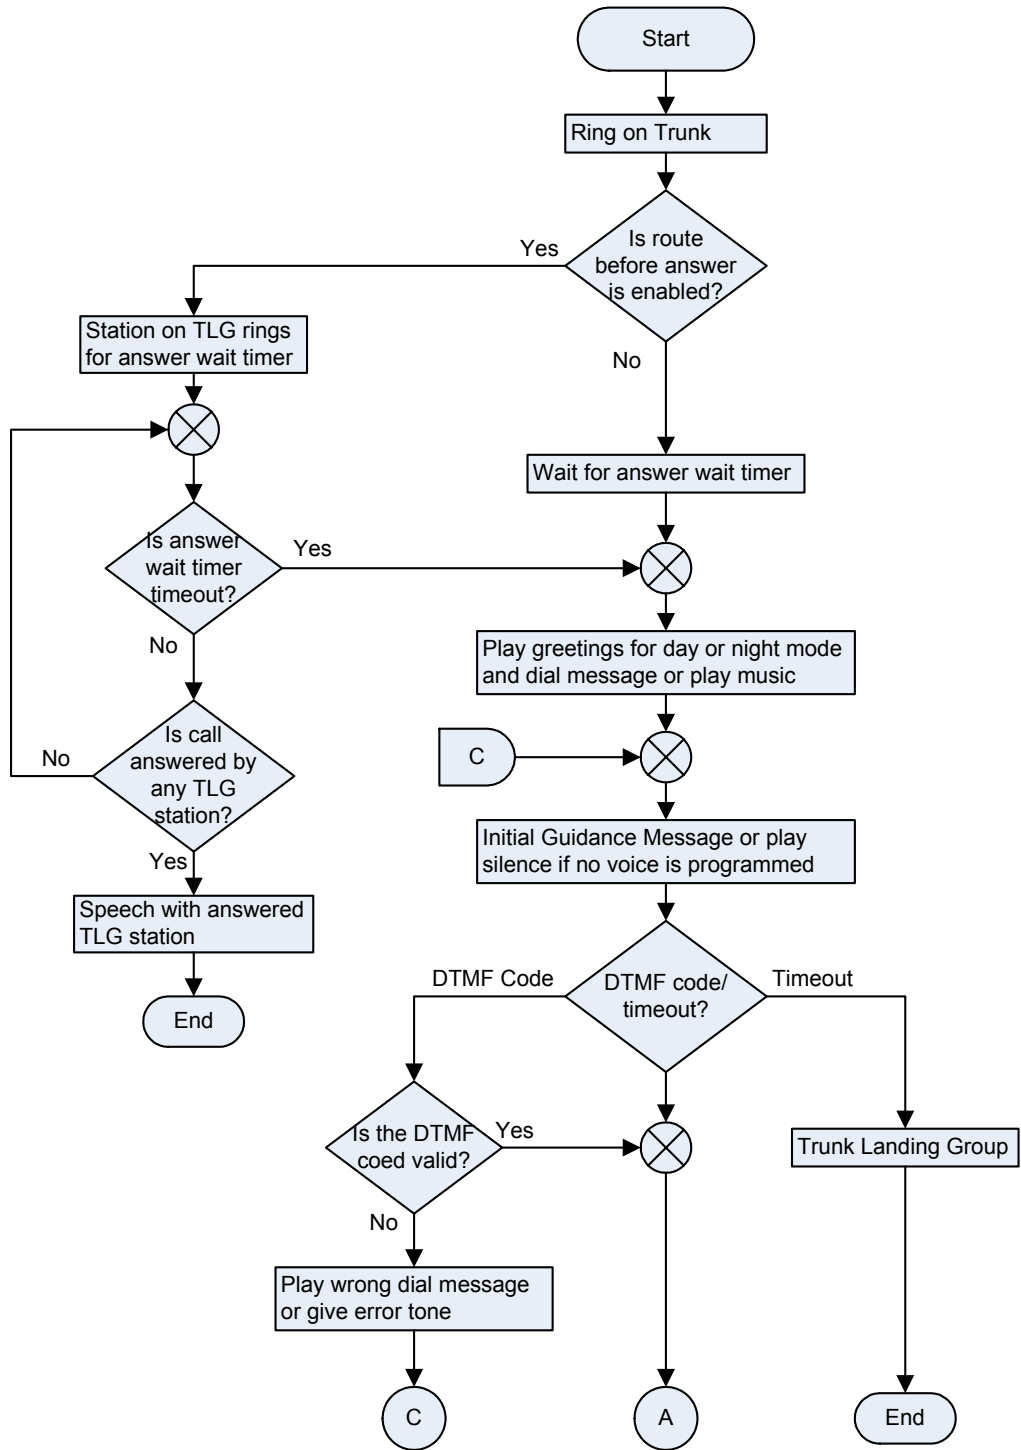 Start
Ring on Trunk
Is route
before answer
is enabled?
Yes
No
Station on TLG rings
for answer wait timer
Wait for answer wait timer
Is answer
wait timer
timeout?
Yes
No
Play greetings for day or night mode
and dial message or play music
Is call
answered by
any TLG
station?
No
Yes
C
Initial Guidance Message or play
silence if no voice is programmed
Speech with answered
TLG station
End
DTMF code/
timeout?
DTMF Code
Timeout
Is the DTMF
coed valid?
Yes
No
Trunk Landing Group
Play wrong dial message
or give error tone
C
A
End